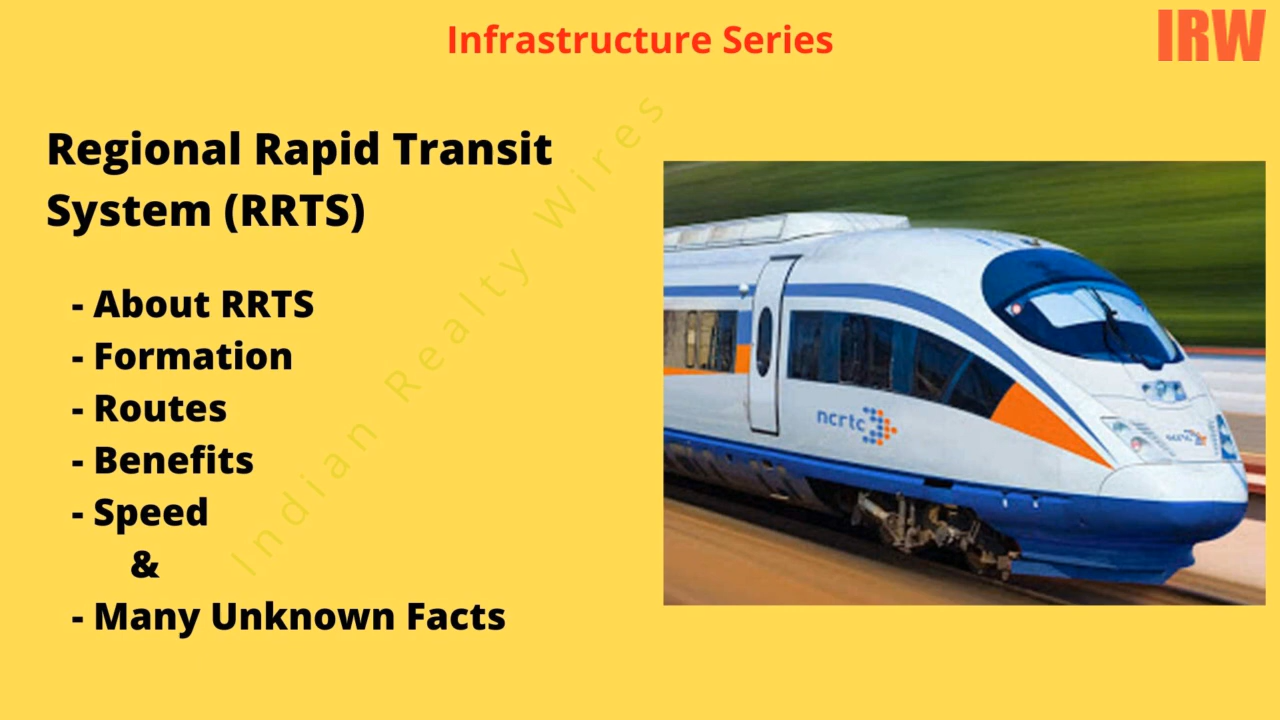 Infrastructure Series
IRW
Regional Rapid Transit
System (RRTS)
- About RRTS
- Formation
- Routes
- Benefits
- Speed
&
- Many Unknown Facts
Indian Realty Wires
ncrtc
ncrtc